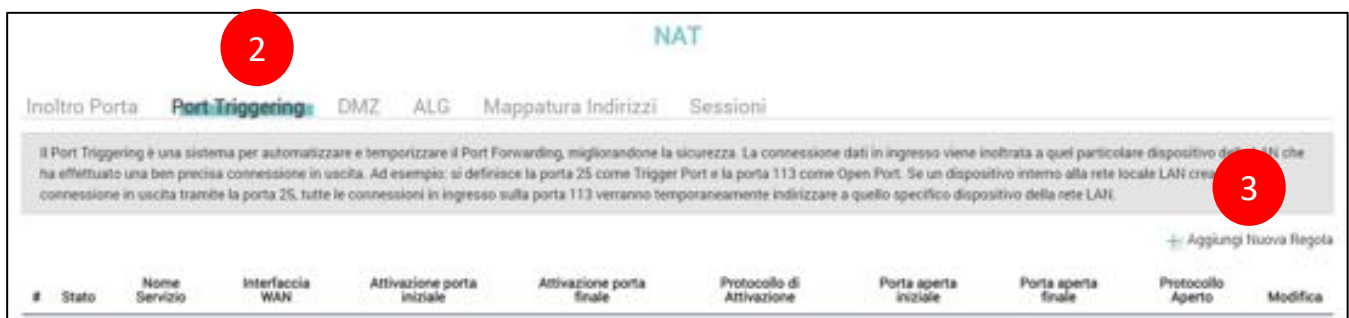 NAT
2
Inoltro Porta Port Triggering DMZ ALG Mappatura Indirizzi Sessioni
Il Port Triggering è una sistema per automatizzare e temporizzare il Port Forwarding, migliorandone la sicurezza. La connessione dati in ingresso viene inoltrata a quel particolare dispositivo della LAN che
ha effettuato una ben precisa connessione in uscita. Ad esempio: si definisce la porta 25 come Trigger Port e la porta 113 come Open Port. Se un dispositivo interno alla rete locale LAN crea
connessione in uscita tramite la porta 25, tutte le connessioni in ingresso sulla porta 113 verranno temporaneamente indirizzare a quello specifico dispositivo della rete LAN.
3
Aggiungi Nuova Regola
# Stato Nome Servizio Interfaccia WAN Attivazione porta iniziale Attivazione porta finale Protocollo di Attivazione Porta aperta iniziale Porta aperta finale Protocollo Aperto Modifica